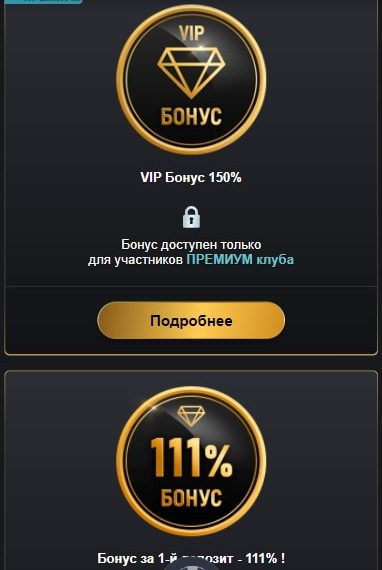 VIP
БОНУС
VIP Бонус 150%
Бонус доступен только
для участников ПРЕМИУМ клуба
Подробнее
111%
БОНУС
Бонус за 1-й депозит - 111% !